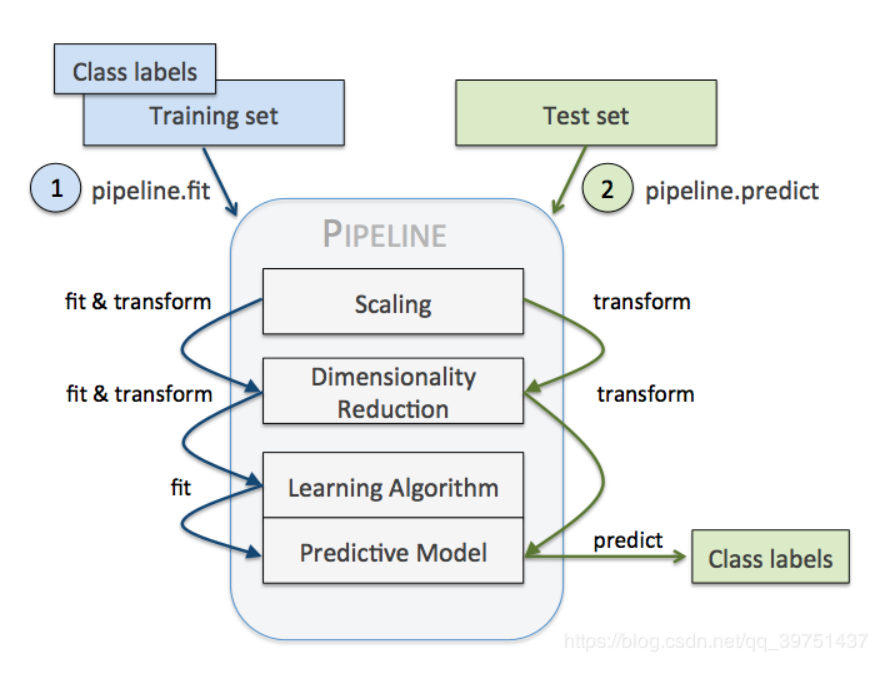 Class labels
Training set
Test set
1
pipeline.fit
2
pipeline.predict
PIPELINE
fit & transform
Scaling
transform
fit & transform
Dimensionality
Reduction
transform
fit
Learning Algorithm
Predictive Model
predict
Class labels
https://blog.csdn.net/qq_39751437